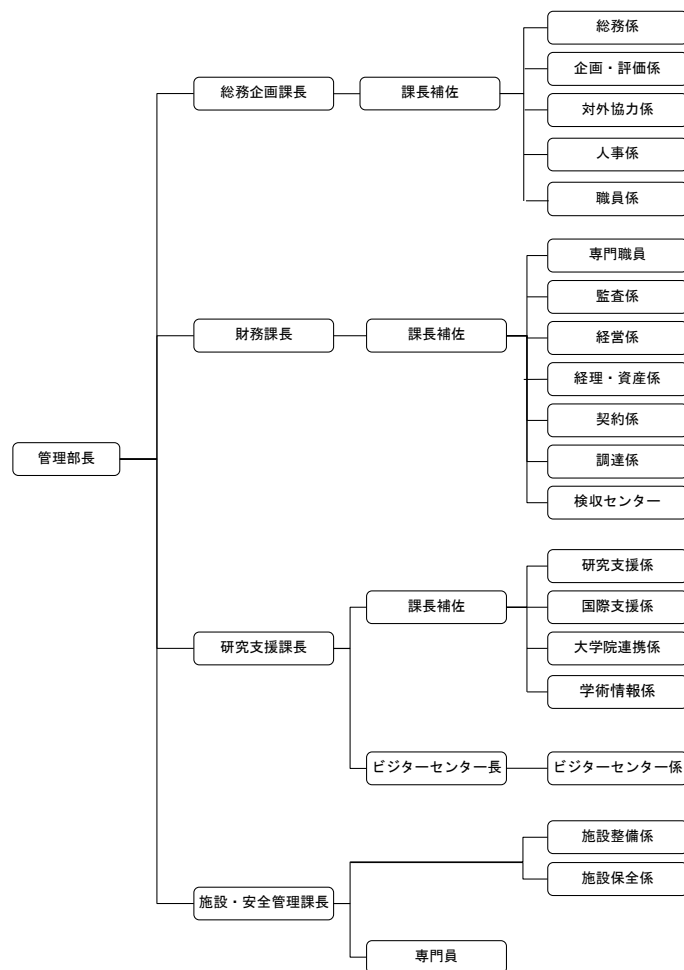 管理部長
総務企画課長
課長補佐
総務係
企画・評価係
対外協力係
人事係
職員係
財務課長
課長補佐
専門職員
監査係
経営係
経理・資産係
契約係
調達係
検収センター
研究支援課長
課長補佐
研究支援係
国際支援係
大学院連携係
学術情報係
ビジターセンター長
ビジターセンター係
施設・安全管理課長
施設整備係
施設保全係
専門員